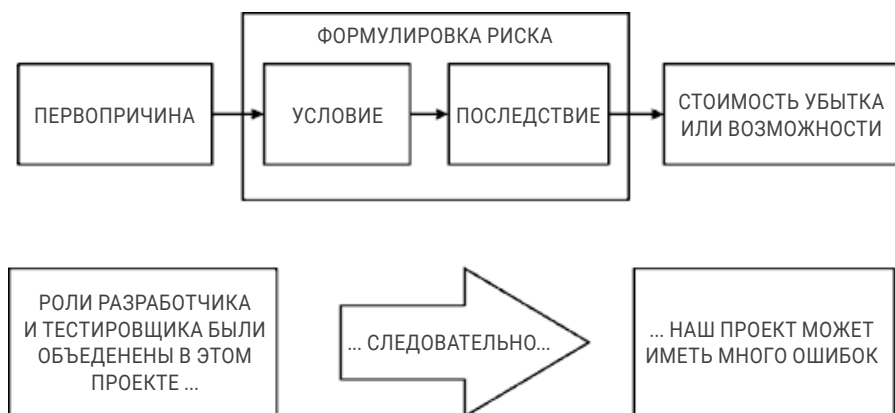 ФОРМУЛИРОВКА РИСКА
ПЕРВОПРИЧИНА
УСЛОВИЕ
ПОСЛЕДСТВИЕ
СТОИМОСТЬ УБЫТКА
ИЛИ ВОЗМОЖНОСТИ
РОЛИ РАЗРАБОТЧИКА
И ТЕСТИРОВЩИКА БЫЛИ
ОБЪЕДЕНЕНЫ В ЭТОМ
ПРОЕКТЕ ...
... СЛЕДОВАТЕЛЬНО...
... НАШ ПРОЕКТ МОЖЕТ
ИМЕТЬ МНОГО ОШИБОК